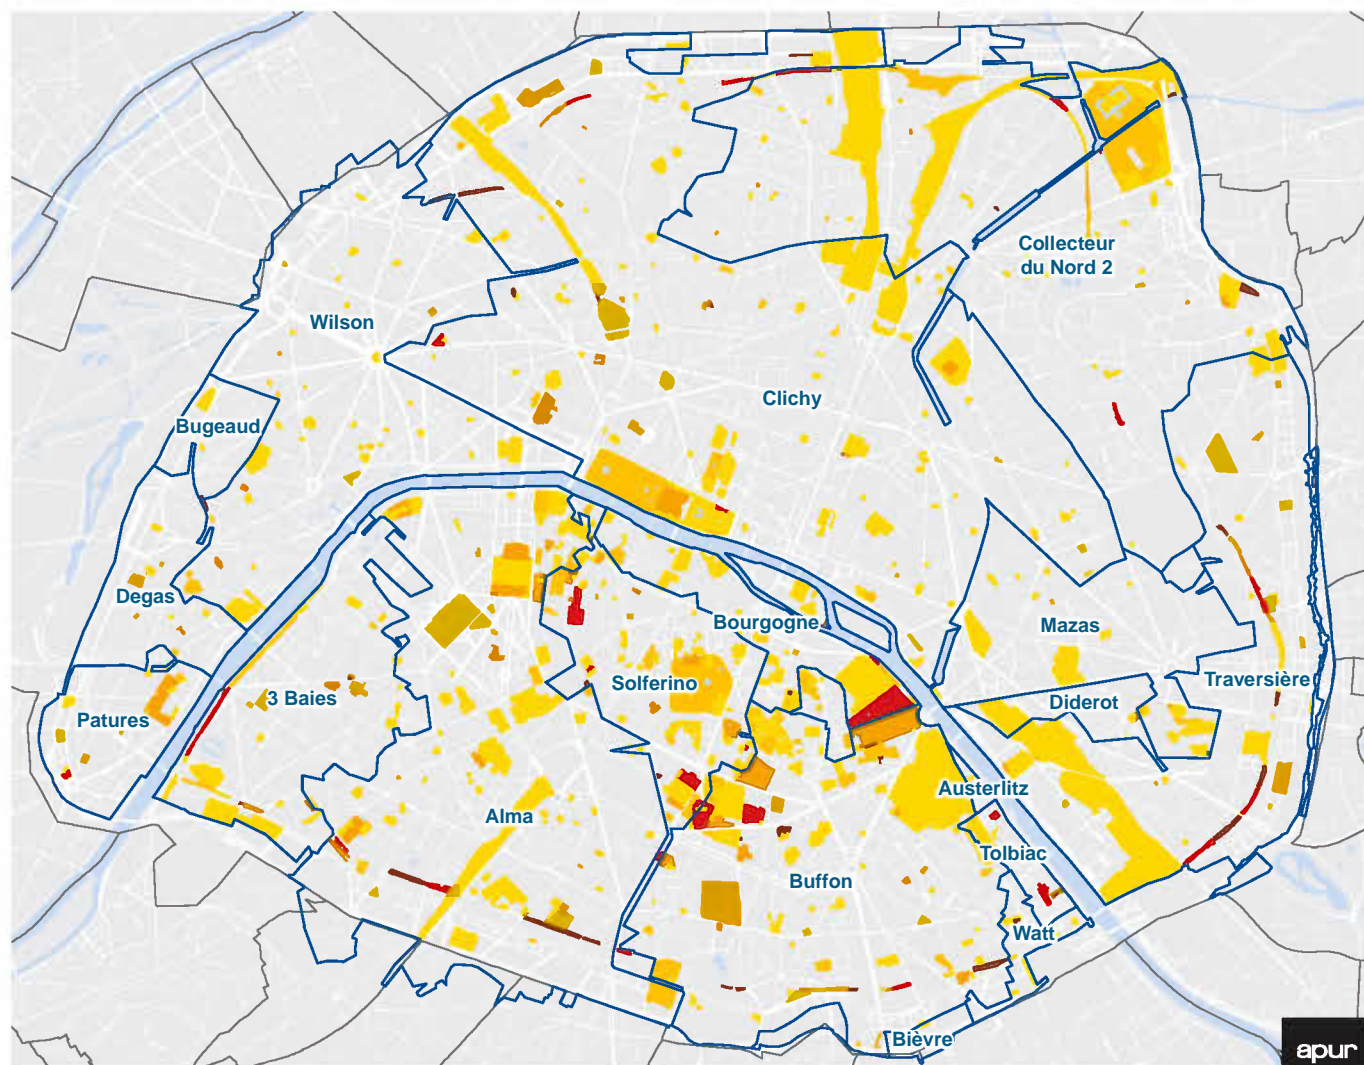 Collecteur
du Nord 2
Wilson
Clichy
Bugeaud
Degas
Bourgogne
Mazas
Solferino
Traversière
3 Baies
Diderot
Patures
Austerlitz
Alma
Tolbiac
Buffon
Watt
Bièvre
apur